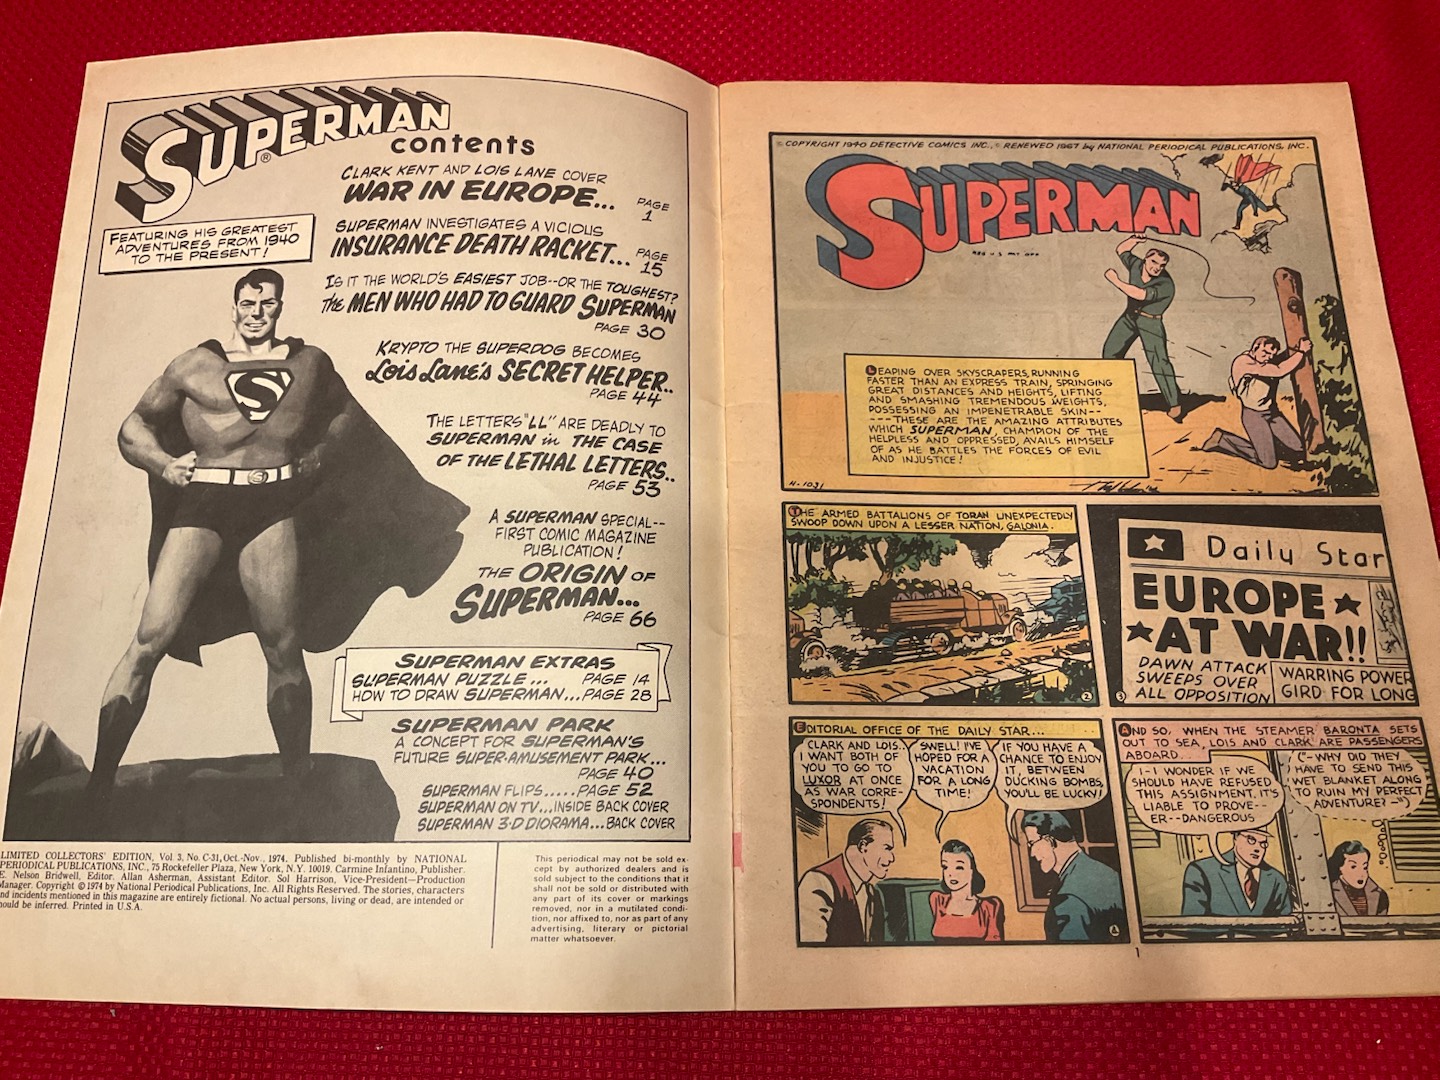 SUPERMAN
®
contents
FEATURING HIS GREATEST
ADVENTURES FROM 1940
TO THE PRESENT!
S
CLARK KENT AND LOIS LANE COVER
WAR IN EUROPE... PAGE
1
SUPERMAN INVESTIGATES A VICIOUS
INSURANCE DEATH RACKET... PAGE
15
IS IT THE WORLD'S EASIEST JOB--OR THE TOUGHEST?
The MEN WHO HAD TO GUARD SUPERMAN
PAGE 30
KRYPTO THE SUPERDOG BECOMES
Lois Lane's SECRET HELPER..
PAGE 44
THE LETTERS "LL" ARE DEADLY TO
SUPERMAN in THE CASE
OF THE LETHAL LETTERS..
PAGE 53
A SUPERMAN SPECIAL--
FIRST COMIC MAGAZINE
PUBLICATION!
THE ORIGIN OF
SUPERMAN...
PAGE 66
SUPERMAN EXTRAS
SUPERMAN PUZZLE... PAGE 14
HOW TO DRAW SUPERMAN...PAGE 28
SUPERMAN PARK
A CONCEPT FOR SUPERMAN'S
FUTURE SUPER-AMUSEMENT PARK...
PAGE 40
SUPERMAN FLIPS.....PAGE 52
SUPERMAN ON TV...INSIDE BACK COVER
SUPERMAN 3-D DIORAMA...BACK COVER
LIMITED COLLECTORS' EDITION, Vol 3, No. C-31, Oct.-Nov., 1974. Published bi-monthly by NATIONAL
PERIODICAL PUBLICATIONS, INC., 75 Rockefeller Plaza, New York, N.Y. 10019. Carmine Infantino, Publisher.
E. Nelson Bridwell, Editor. Allan Asherman, Assistant Editor. Sol Harrison, Vice-President—Production
Manager. Copyright © 1974 by National Periodical Publications, Inc. All Rights Reserved. The stories, characters
and incidents mentioned in this magazine are entirely fictional. No actual persons, living or dead, are intended or
should be inferred. Printed in U.S.A.
This periodical may not be sold ex-
cept by authorized dealers and is
sold subject to the conditions that it
shall not be sold or distributed with
any part of its cover or markings
removed, nor in a mutilated condi-
tion, nor affixed to, nor as part of any
advertising, literary or pictorial
matter whatsoever.
© COPYRIGHT 1940 DETECTIVE COMICS INC., © RENEWED 1967 by NATIONAL PERIODICAL PUBLICATIONS, INC.
SUPERMAN
REG U S PAT OFF
LEAPING OVER SKYSCRAPERS, RUNNING
FASTER THAN AN EXPRESS TRAIN, SPRINGING
GREAT DISTANCES AND HEIGHTS, LIFTING
AND SMASHING TREMENDOUS WEIGHTS,
POSSESSING AN IMPENETRABLE SKIN--
----THESE ARE THE AMAZING ATTRIBUTES
WHICH SUPERMAN, CHAMPION OF THE
HELPLESS AND OPPRESSED, AVAILS HIMSELF
OF AS HE BATTLES THE FORCES OF EVIL
AND INJUSTICE!
H-1031
THE ARMED BATTALIONS OF TORAN UNEXPECTEDLY
SWOOP DOWN UPON A LESSER NATION, GALONIA.
2
Daily Star
EUROPE
AT WAR!!
DAWN ATTACK
SWEEPS OVER
ALL OPPOSITION
WARRING POWER
GIRD FOR LONG
3
EDITORIAL OFFICE OF THE DAILY STAR....
CLARK AND LOIS,
I WANT BOTH OF
YOU TO GO TO
LUXOR AT ONCE
AS WAR CORRE-
SPONDENTS!
SWELL! I'VE
HOPED FOR A
VACATION
FOR A LONG
TIME!
IF YOU HAVE A
CHANCE TO ENJOY
IT, BETWEEN
DUCKING BOMBS,
YOU'LL BE LUCKY!
AND SO, WHEN THE STEAMER BARONTA SETS
OUT TO SEA, LOIS AND CLARK ARE PASSENGERS
ABOARD...
I-I WONDER IF WE
SHOULD HAVE REFUSED
THIS ASSIGNMENT. IT'S
LIABLE TO PROVE--
ER--DANGEROUS
("-WHY DID THEY
HAVE TO SEND THIS
WET BLANKET ALONG
TO RUIN MY PERFECT
ADVENTURE?-")
1